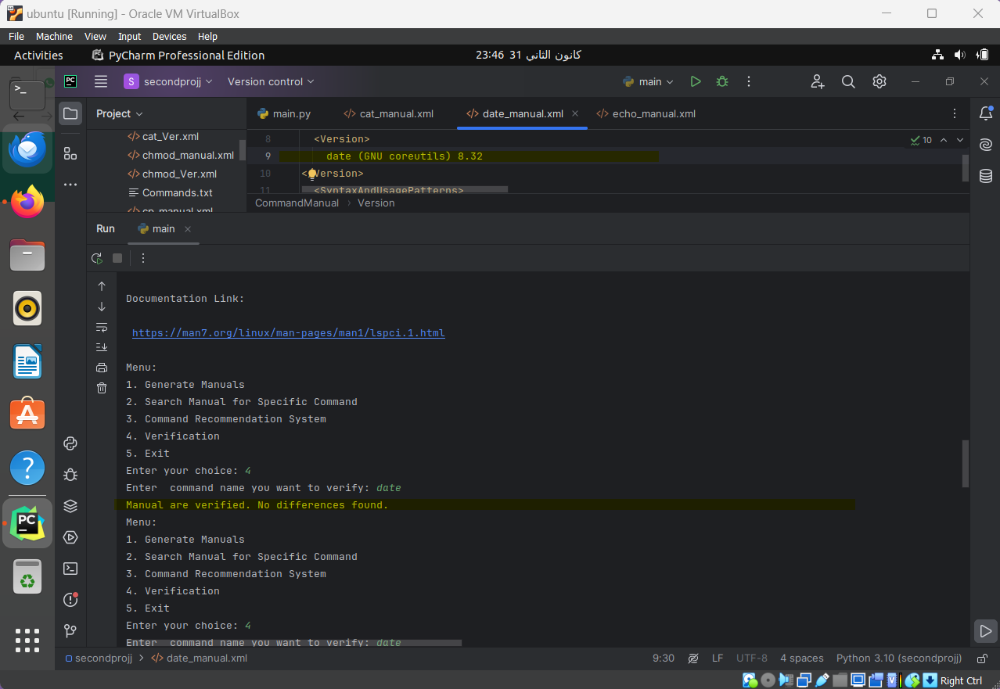 ubuntu [Running] - Oracle VM VirtualBox
File Machine View Input Devices Help
Activities PyCharm Professional Edition 23:46 31 كانون الثاني
PC S secondprojj Version control main
Project main.py cat_manual.xml date_manual.xml echo_manual.xml
cat_Ver.xml
chmod_manual.xml
chmod_Ver.xml
Commands.txt
cp_manual.xml
8 <Version>
9 date (GNU coreutils) 8.32
10 </Version>
11 <SyntaxAndUsagePatterns>
10
CommandManual › Version
Run main
Documentation Link:
https://man7.org/linux/man-pages/man1/lspci.1.html
Menu:
1. Generate Manuals
2. Search Manual for Specific Command
3. Command Recommendation System
4. Verification
5. Exit
Enter your choice: 4
Enter  command name you want to verify: date
Manual are verified. No differences found.
Menu:
1. Generate Manuals
2. Search Manual for Specific Command
3. Command Recommendation System
4. Verification
5. Exit
Enter your choice: 4
Enter  command name you want to verify: date
PC
secondprojj > date_manual.xml 9:30 LF UTF-8 4 spaces Python 3.10 (secondprojj)
Right Ctrl